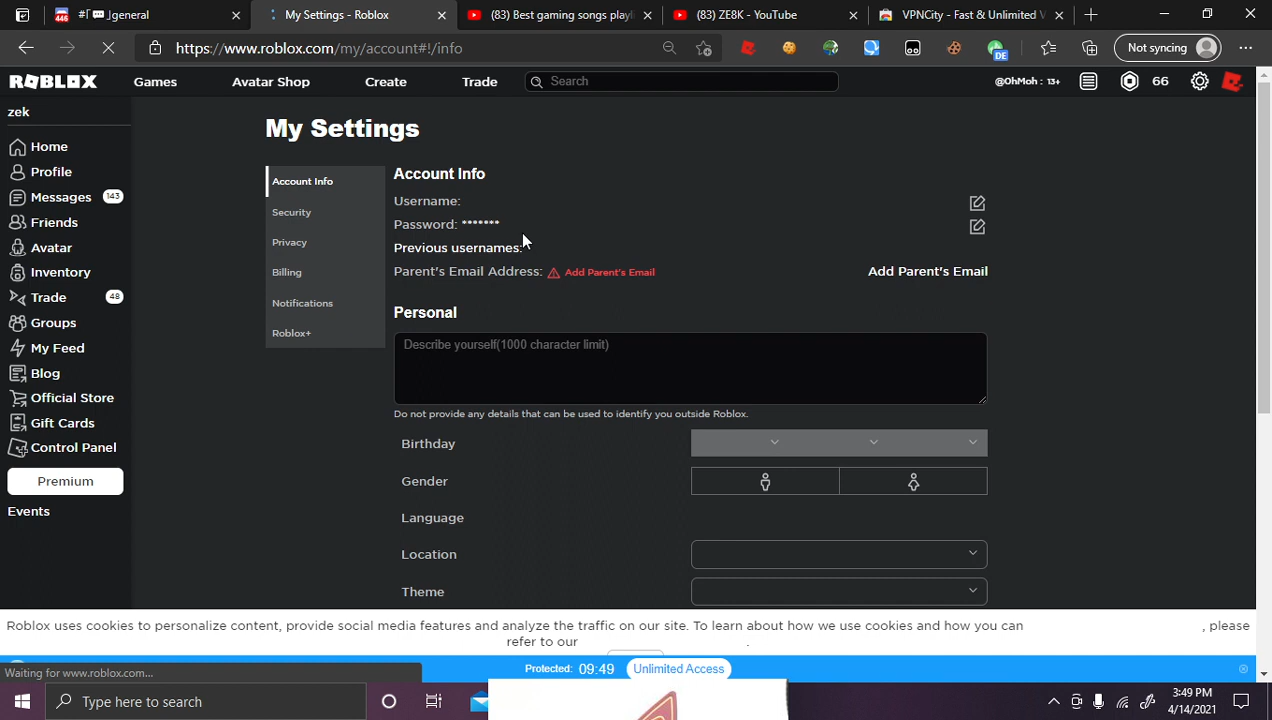 446
#「💬」general
My Settings - Roblox
(83) Best gaming songs playli
(83) ZE8K - YouTube
VPNCity - Fast & Unlimited V
https://www.roblox.com/my/account#!/info
DE
Not syncing
ROBLOX
Games
Avatar Shop
Create
Trade
Search
@OhMoh : 13+
66
zek
Home
Profile
Messages 143
Friends
Avatar
Inventory
Trade 48
Groups
My Feed
Blog
Official Store
Gift Cards
Control Panel
Premium
Events
My Settings
Account Info
Security
Privacy
Billing
Notifications
Roblox+
Account Info
Username:
Password: *******
Previous usernames:
Parent's Email Address: Add Parent's Email
Add Parent's Email
Personal
Describe yourself(1000 character limit)
Do not provide any details that can be used to identify you outside Roblox.
Birthday
Gender
Language
Location
Theme
Roblox uses cookies to personalize content, provide social media features and analyze the traffic on our site. To learn about how we use cookies and how you can , please
refer to our .
Protected: 09:49 Unlimited Access
Waiting for www.roblox.com...
Type here to search
3:49 PM
4/14/2021